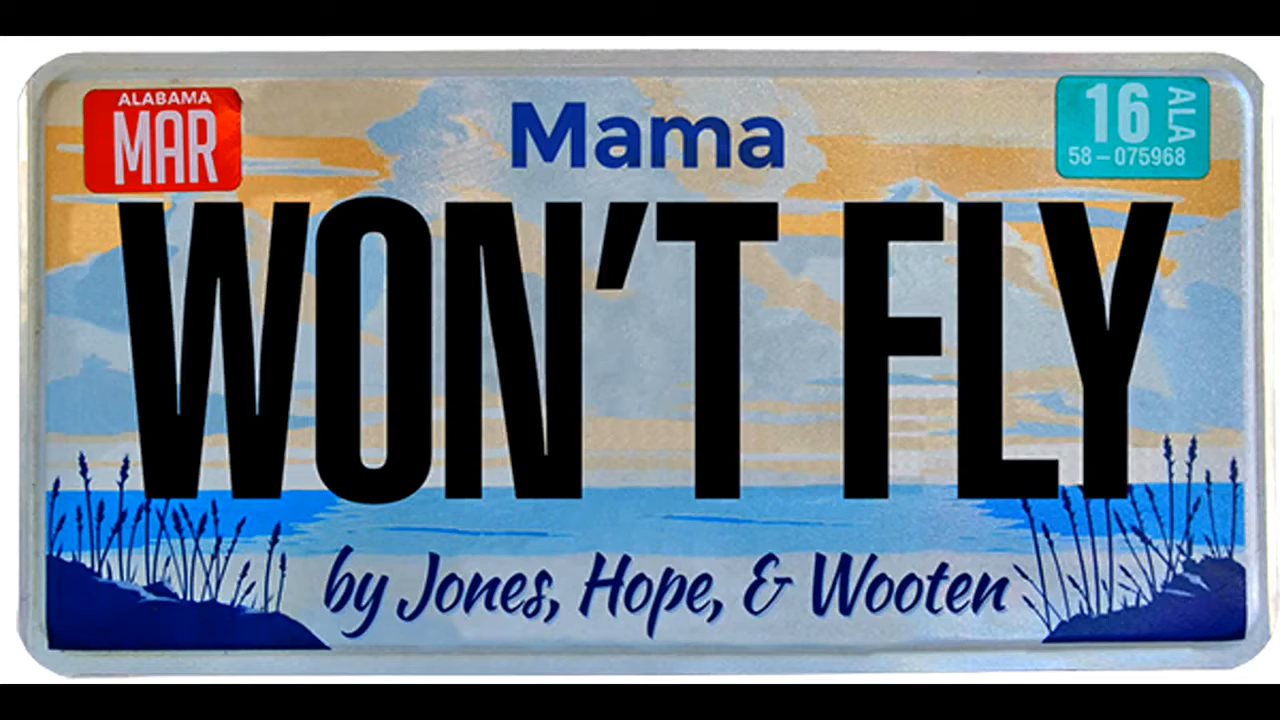 ALABAMA
MAR
Mama
16 ALA
58-075968
WON'T FLY
by Jones, Hope, & Wooten